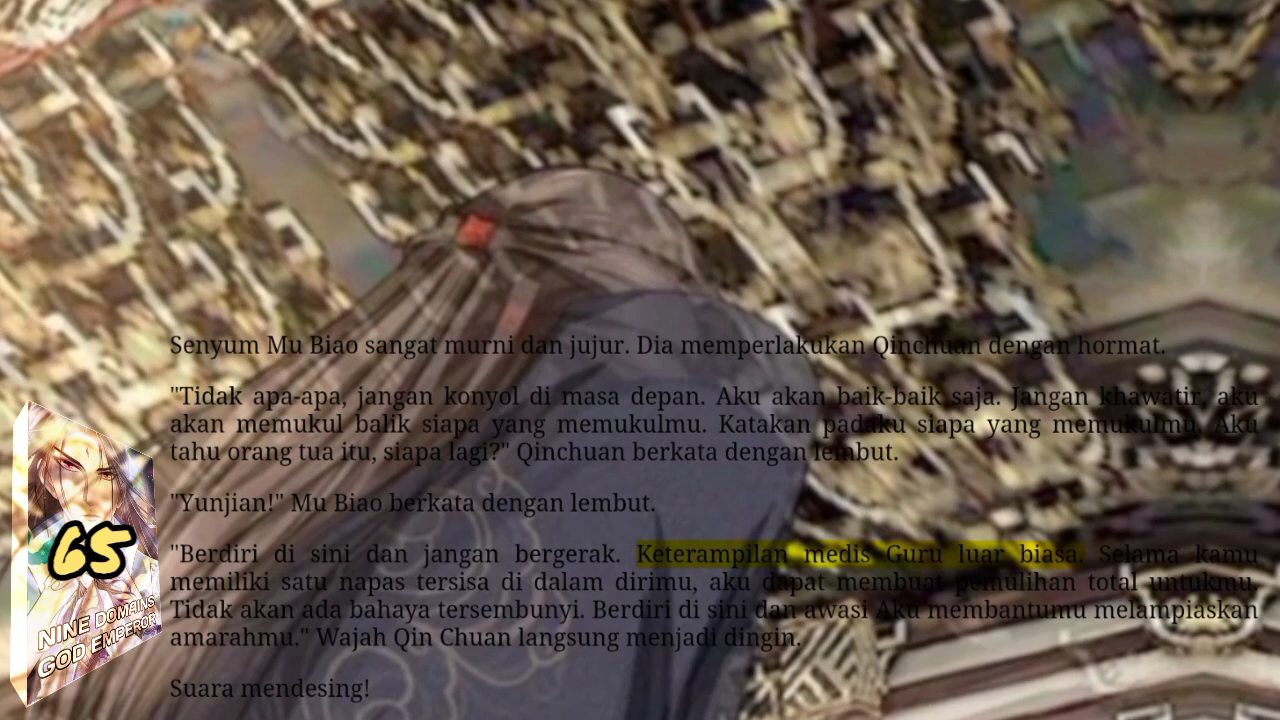 Senyum Mu Biao sangat murni dan jujur. Dia memperlakukan Qinchuan dengan hormat.
"Tidak apa-apa, jangan konyol di masa depan. Aku akan baik-baik saja. Jangan khawatir, aku
akan memukul balik siapa yang memukulmu. Katakan padaku siapa yang memukulmu. Aku
tahu orang tua itu, siapa lagi?" Qinchuan berkata dengan lembut.
"Yunjian!" Mu Biao berkata dengan lembut.
"Berdiri di sini dan jangan bergerak. Keterampilan medis Guru luar biasa. Selama kamu
memiliki satu napas tersisa di dalam dirimu, aku dapat membuat pemulihan total untukmu.
Tidak akan ada bahaya tersembunyi. Berdiri di sini dan awasi Aku membantumu melampiaskan
amarahmu." Wajah Qin Chuan langsung menjadi dingin.
Suara mendesing!
65
NINE DOMAINS
GOD EMPEROR